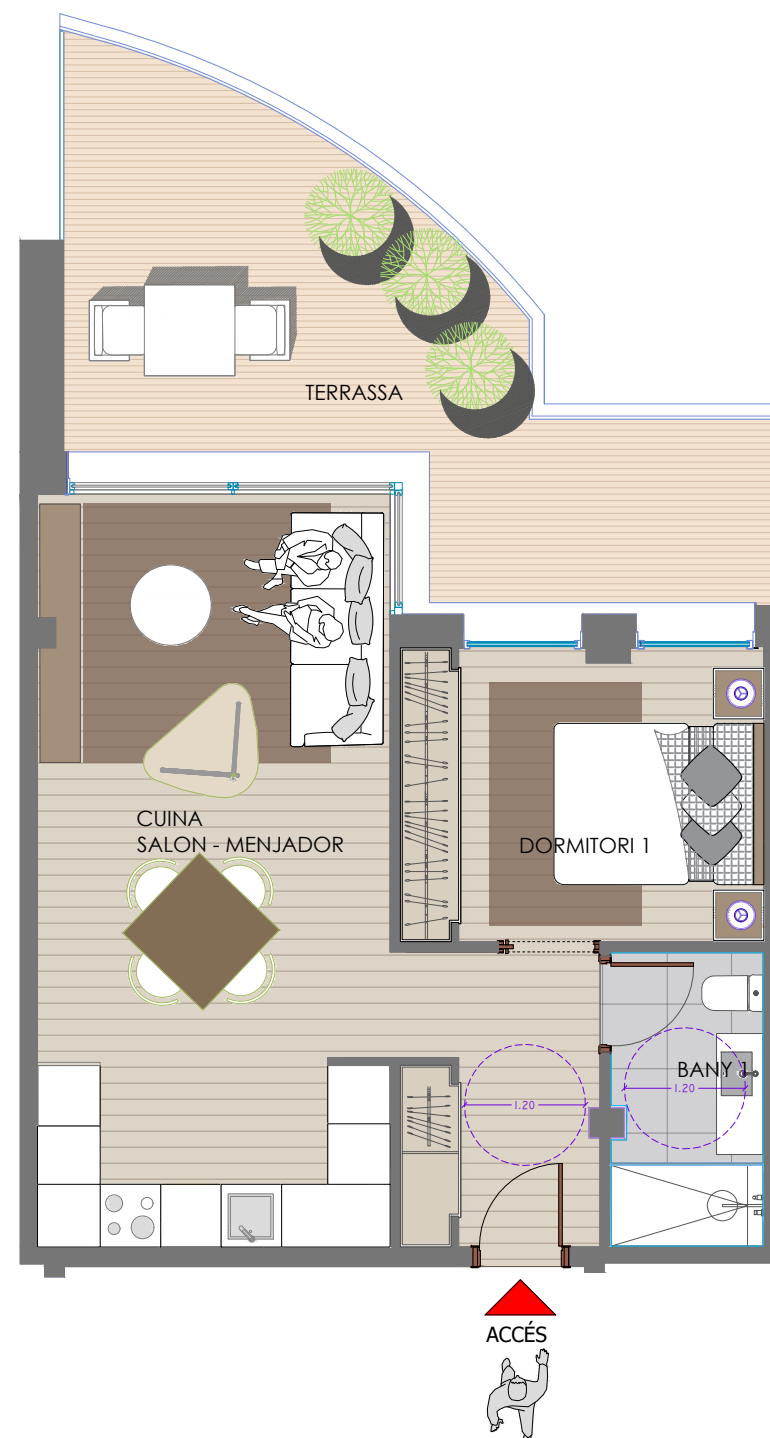 TERRASSA
CUINA
SALON - MENJADOR
DORMITORI 1
BANY 1
1.20
1.20
ACCÉS